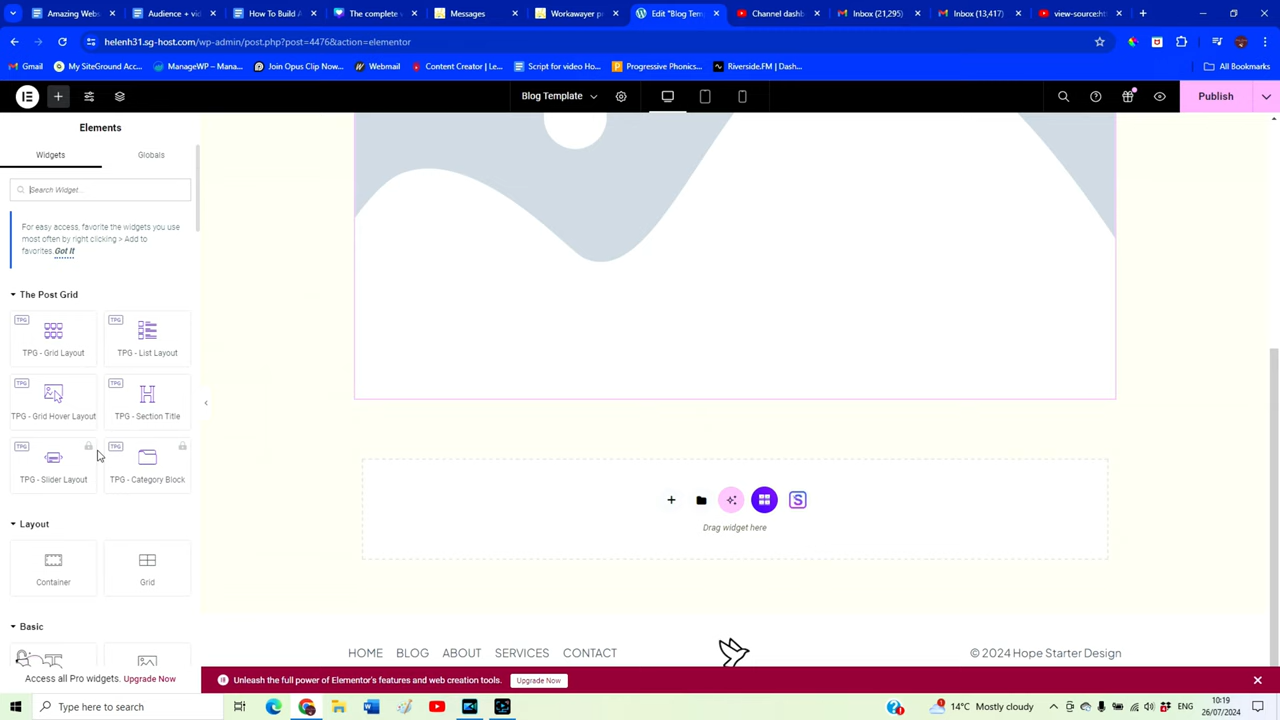 Amazing Webs
Audience + vid
How To Build A
The complete v
Messages
Workawayer p
Edit "Blog Tem
Channel dashb
Inbox (21,295)
Inbox (13,417)
view-source:ht
helenh31.sg-host.com/wp-admin/post.php?post=4476&action=elementor
Gmail
My SiteGround Acc...
ManageWP – Mana...
Join Opus Clip Now...
Webmail
Content Creator | Le...
Script for video Ho...
Progressive Phonics...
Riverside.FM | Dash...
All Bookmarks
Blog Template
Publish
Elements
Widgets
Globals
Search Widget...
For easy access, favorite the widgets you use
most often by right clicking > Add to
favorites. Got It
The Post Grid
TPG
TPG
TPG - Grid Layout
TPG - List Layout
TPG
TPG
TPG - Grid Hover Layout
TPG - Section Title
TPG
TPG
TPG - Slider Layout
TPG - Category Block
Layout
Container
Grid
Basic
Drag widget here
HOME
BLOG
ABOUT
SERVICES
CONTACT
© 2024 Hope Starter Design
Access all Pro widgets. Upgrade Now
Unleash the full power of Elementor's features and web creation tools.
Upgrade Now
Type here to search
14°C Mostly cloudy
ENG
10:19
26/07/2024